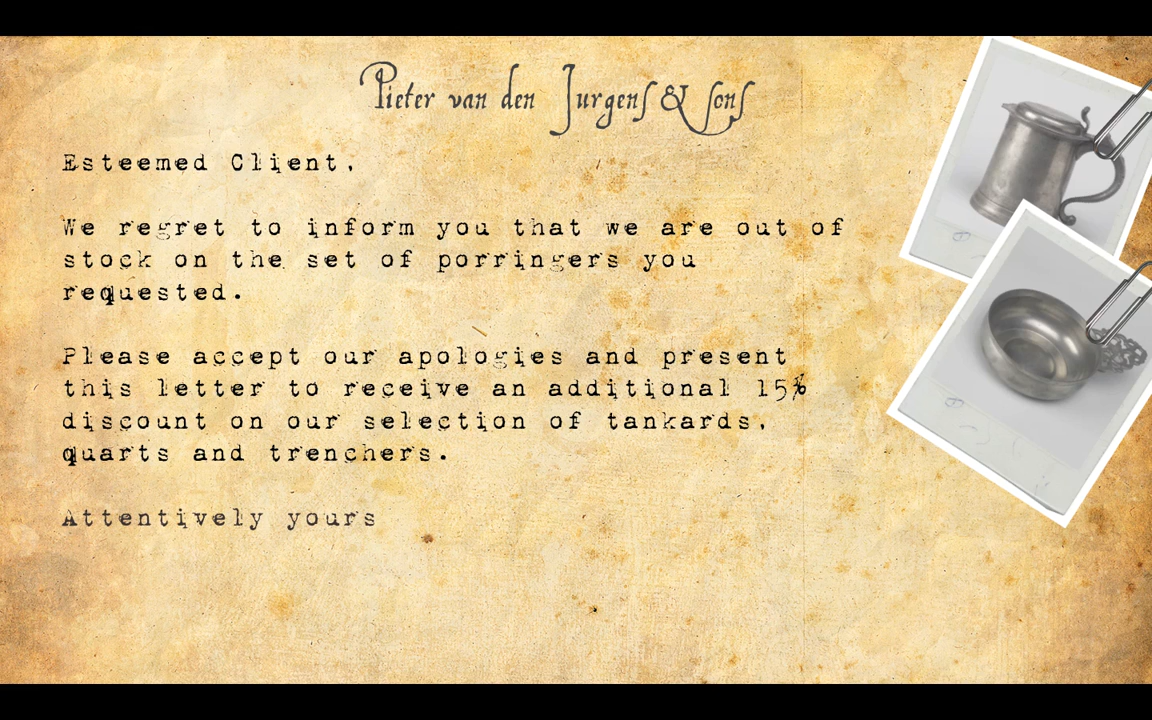 Pieter van den Jurgens & sons
Esteemed Client,
We regret to inform you that we are out of
stock on the set of porringers you
requested.
Please accept our apologies and present
this letter to receive an additional 15%
discount on our selection of tankards,
quarts and trenchers.
Attentively yours